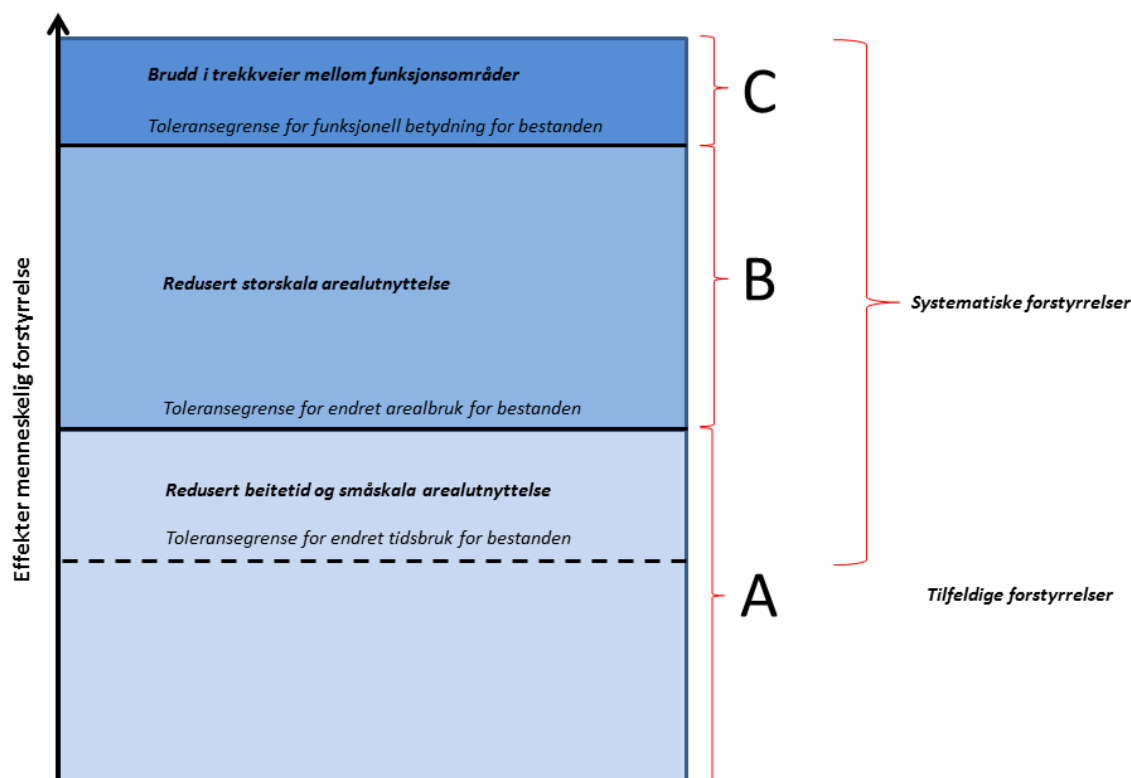 Effekter menneskelig forstyrrelse
Brudd i trekkveier mellom funksjonsområder
Toleransegrense for funksjonell betydning for bestanden
C
Redusert storskala arealutnyttelse
B
Systematiske forstyrrelser
Toleransegrense for endret arealbruk for bestanden
Redusert beitetid og småskala arealutnyttelse
Toleransegrense for endret tidsbruk for bestanden
A
Tilfeldige forstyrrelser